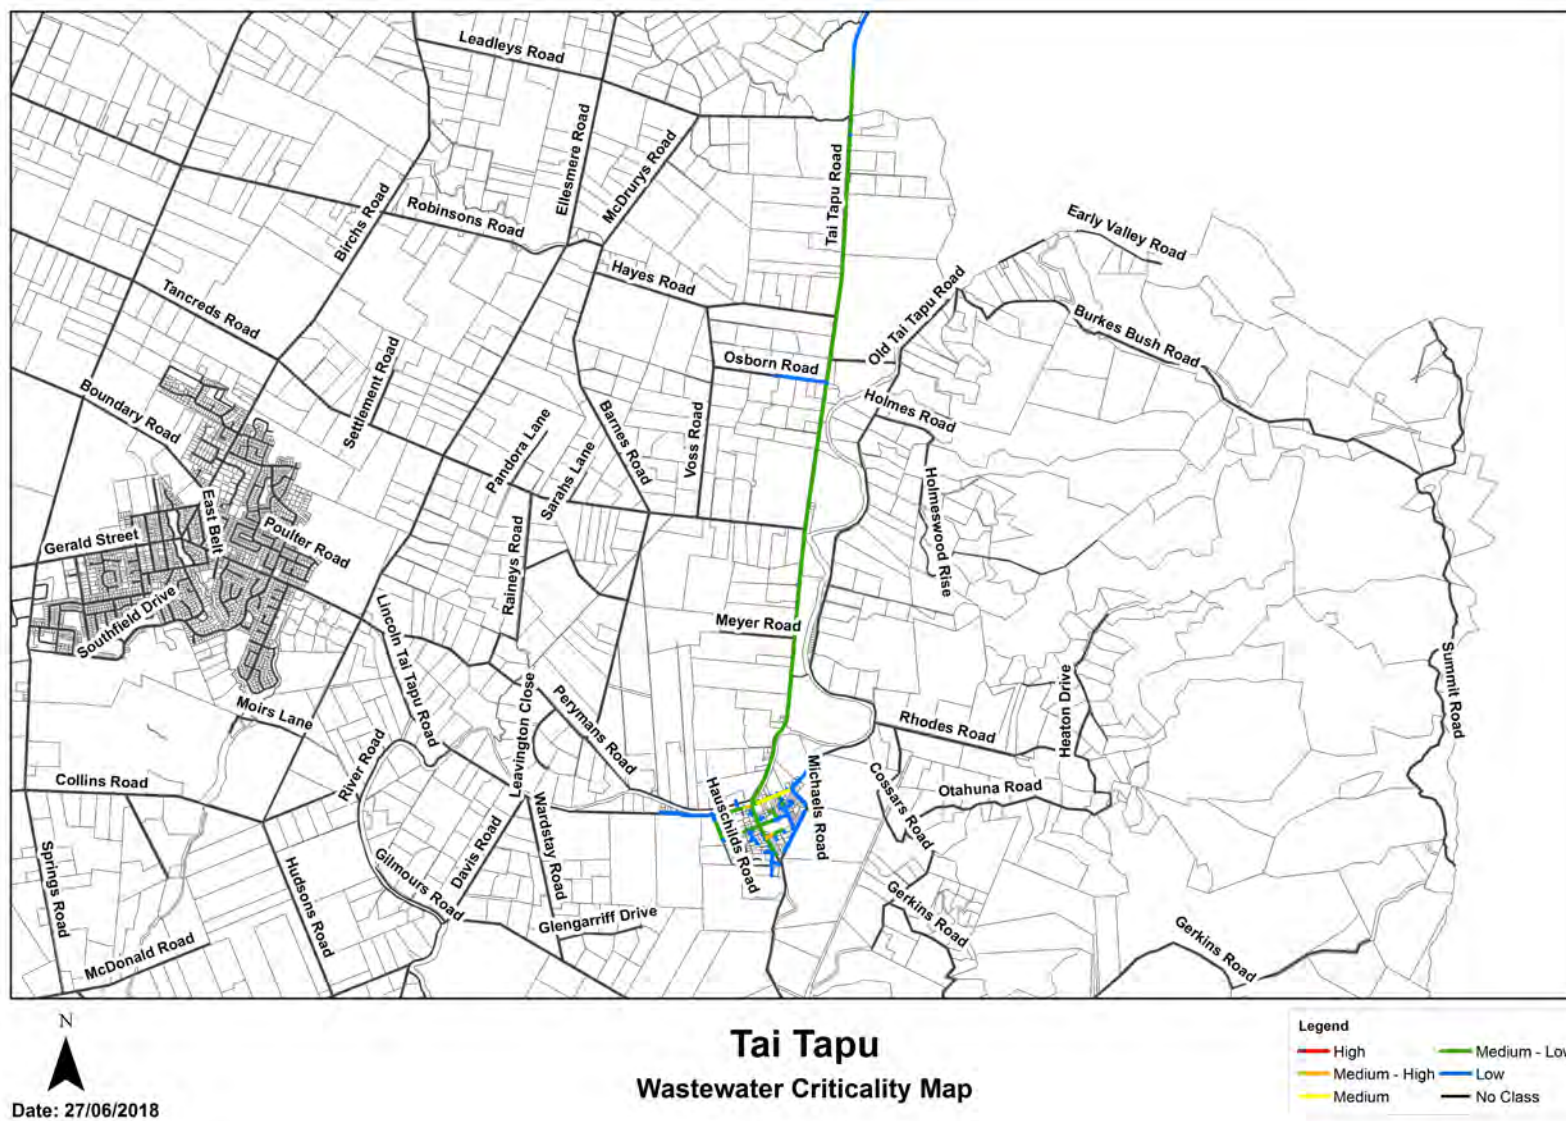 Leadleys Road
Ellesmere Road
McDrurys Road
Tai Tapu Road
Birchs Road
Robinsons Road
Early Valley Road
Hayes Road
Old Tai Tapu Road
Tancreds Road
Burkes Bush Road
Osborn Road
Settlement Road
Boundary Road
Holmes Road
Barnes Road
Voss Road
Pandora Lane
Sarahs Lane
Holmeswood Rise
East Belt
Poulter Road
Gerald Street
Raineys Road
Southfield Drive
Lincoln Tai Tapu Road
Meyer Road
Heaton Drive
Summit Road
Leavington Close
Perymans Road
Moirs Lane
Rhodes Road
River Road
Collins Road
Michaels Road
Cossars Road
Otahuna Road
Hauschilds Road
Wardstay Road
Davis Road
Springs Road
Hudsons Road
Gilmours Road
Glengarriff Drive
Gerkins Road
Gerkins Road
McDonald Road
N
Tai Tapu
Wastewater Criticality Map
Date: 27/06/2018
Legend
High
Medium - High
Medium
Medium - Low
Low
No Class